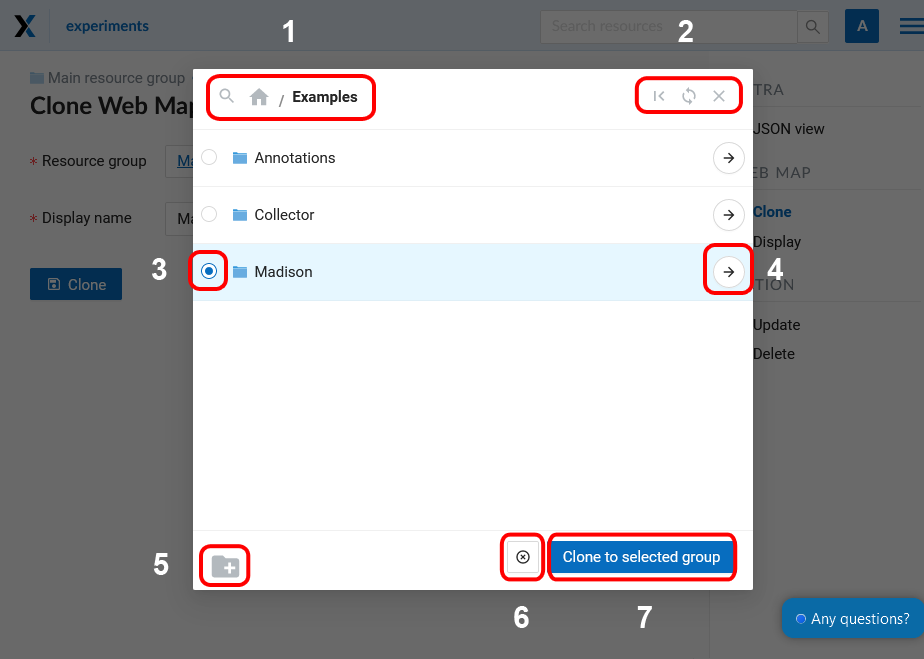 experiments
Search resources
A
1
2
Main resource group
Clone Web Map
/ Examples
TRA
JSON view
Resource group
Ma
Annotations
EB MAP
Clone
Display name
Ma
Collector
Display
3
Madison
4
TION
Clone
Update
Delete
5
Clone to selected group
6
7
Any questions?